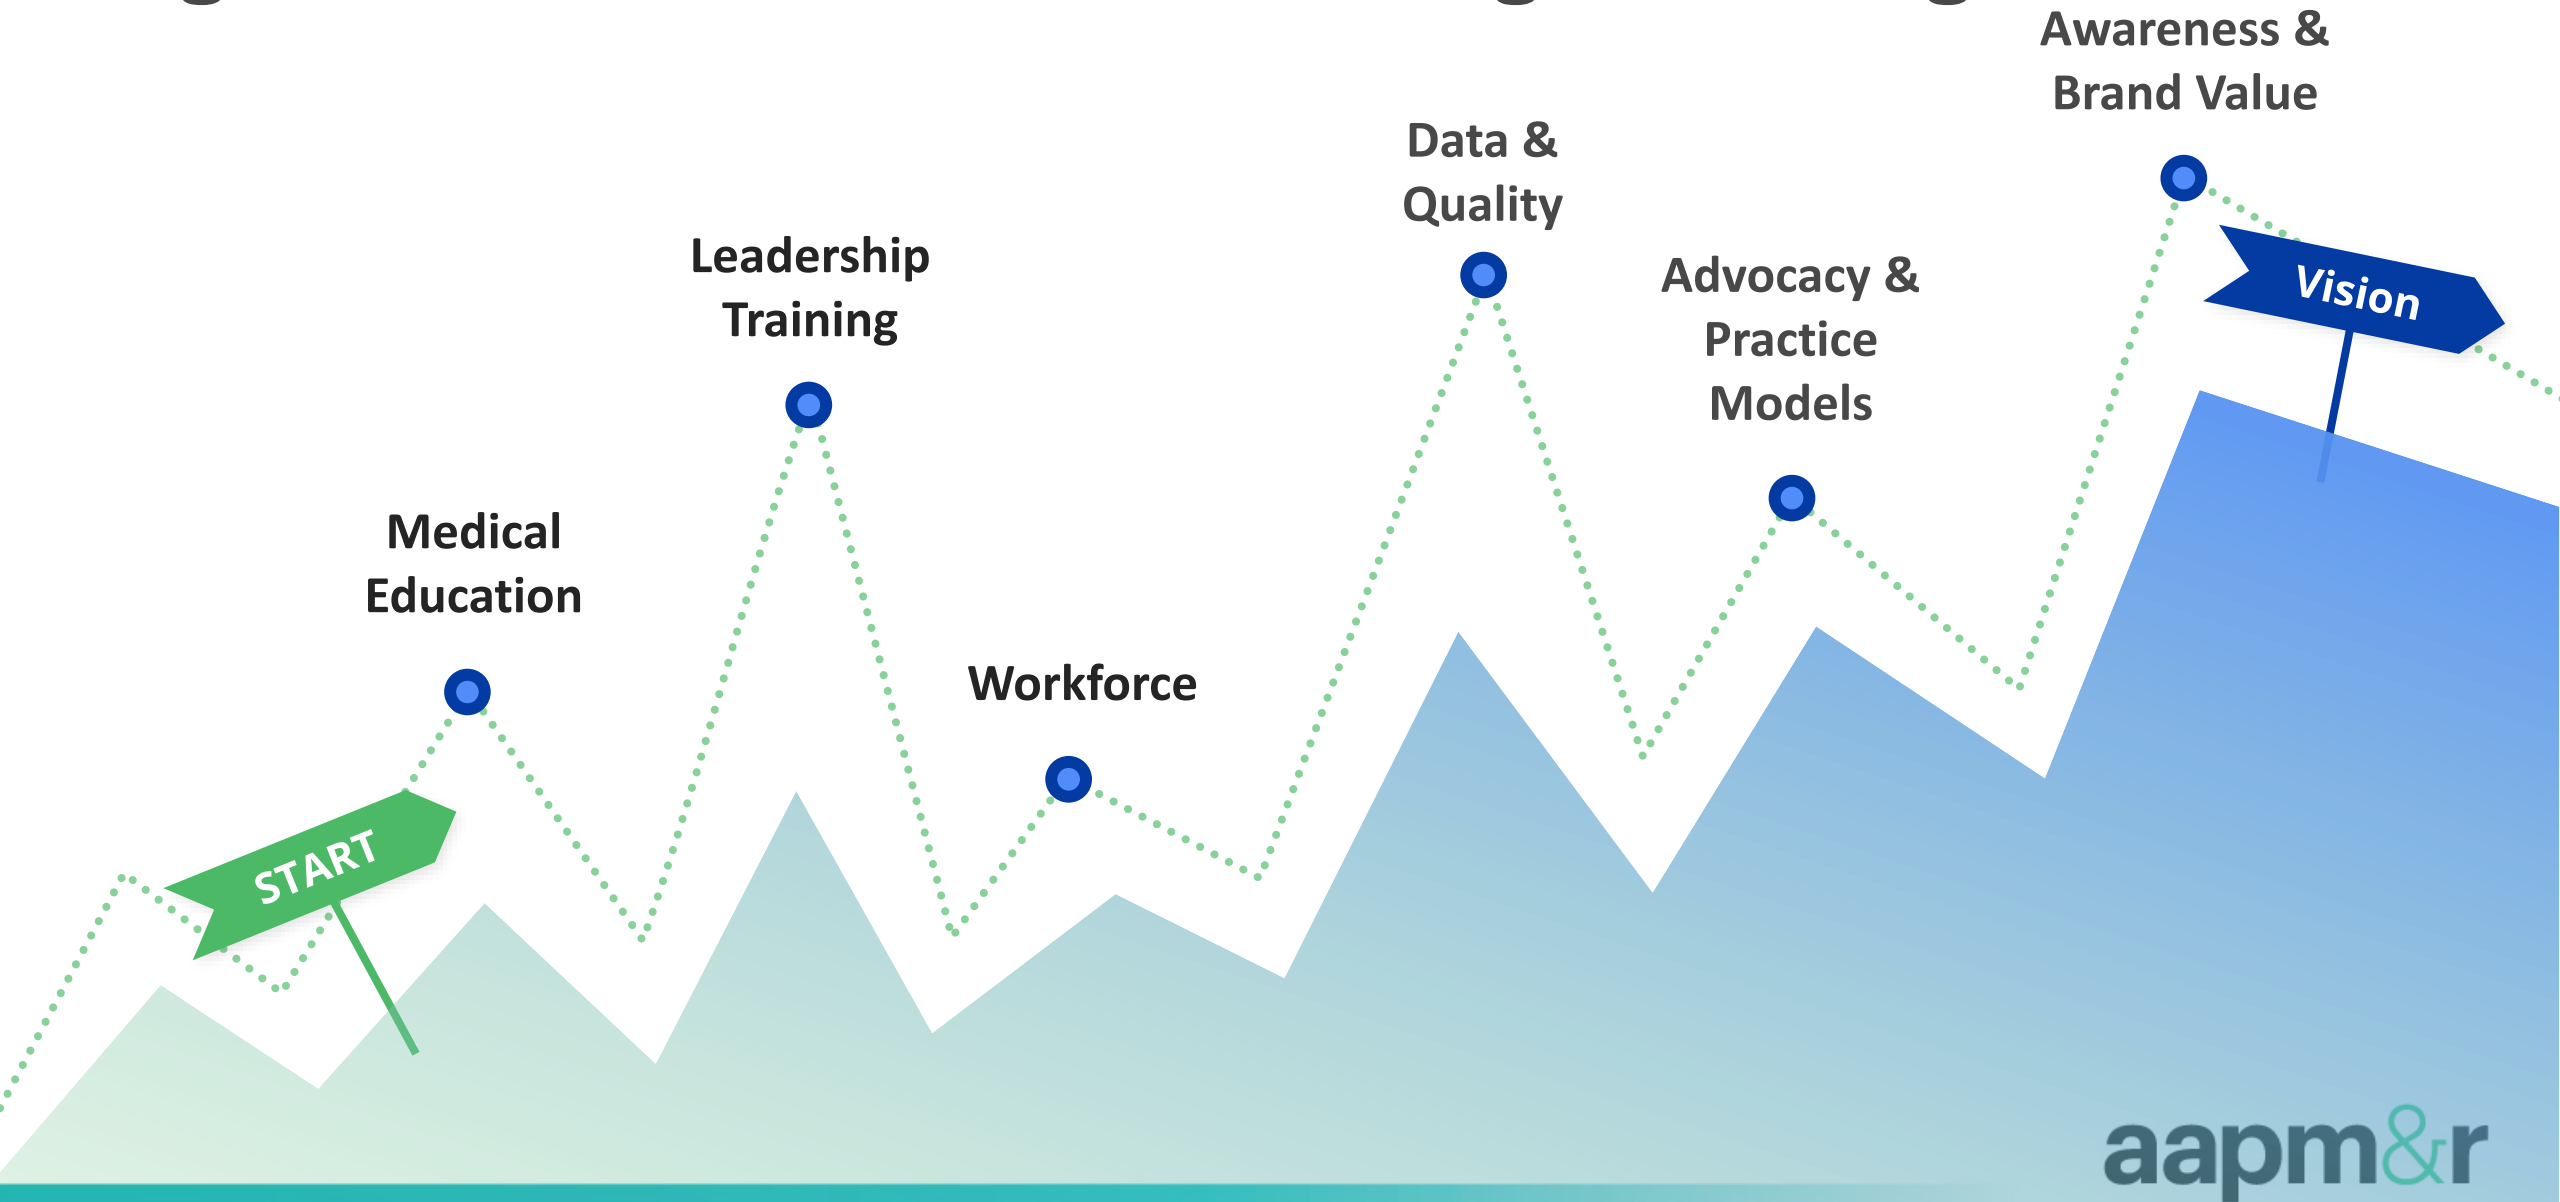 Awareness &
Brand Value
Data &
Quality
Leadership
Training
Advocacy &
Practice
Models
Vision
Medical
Education
Workforce
START
aapm&r